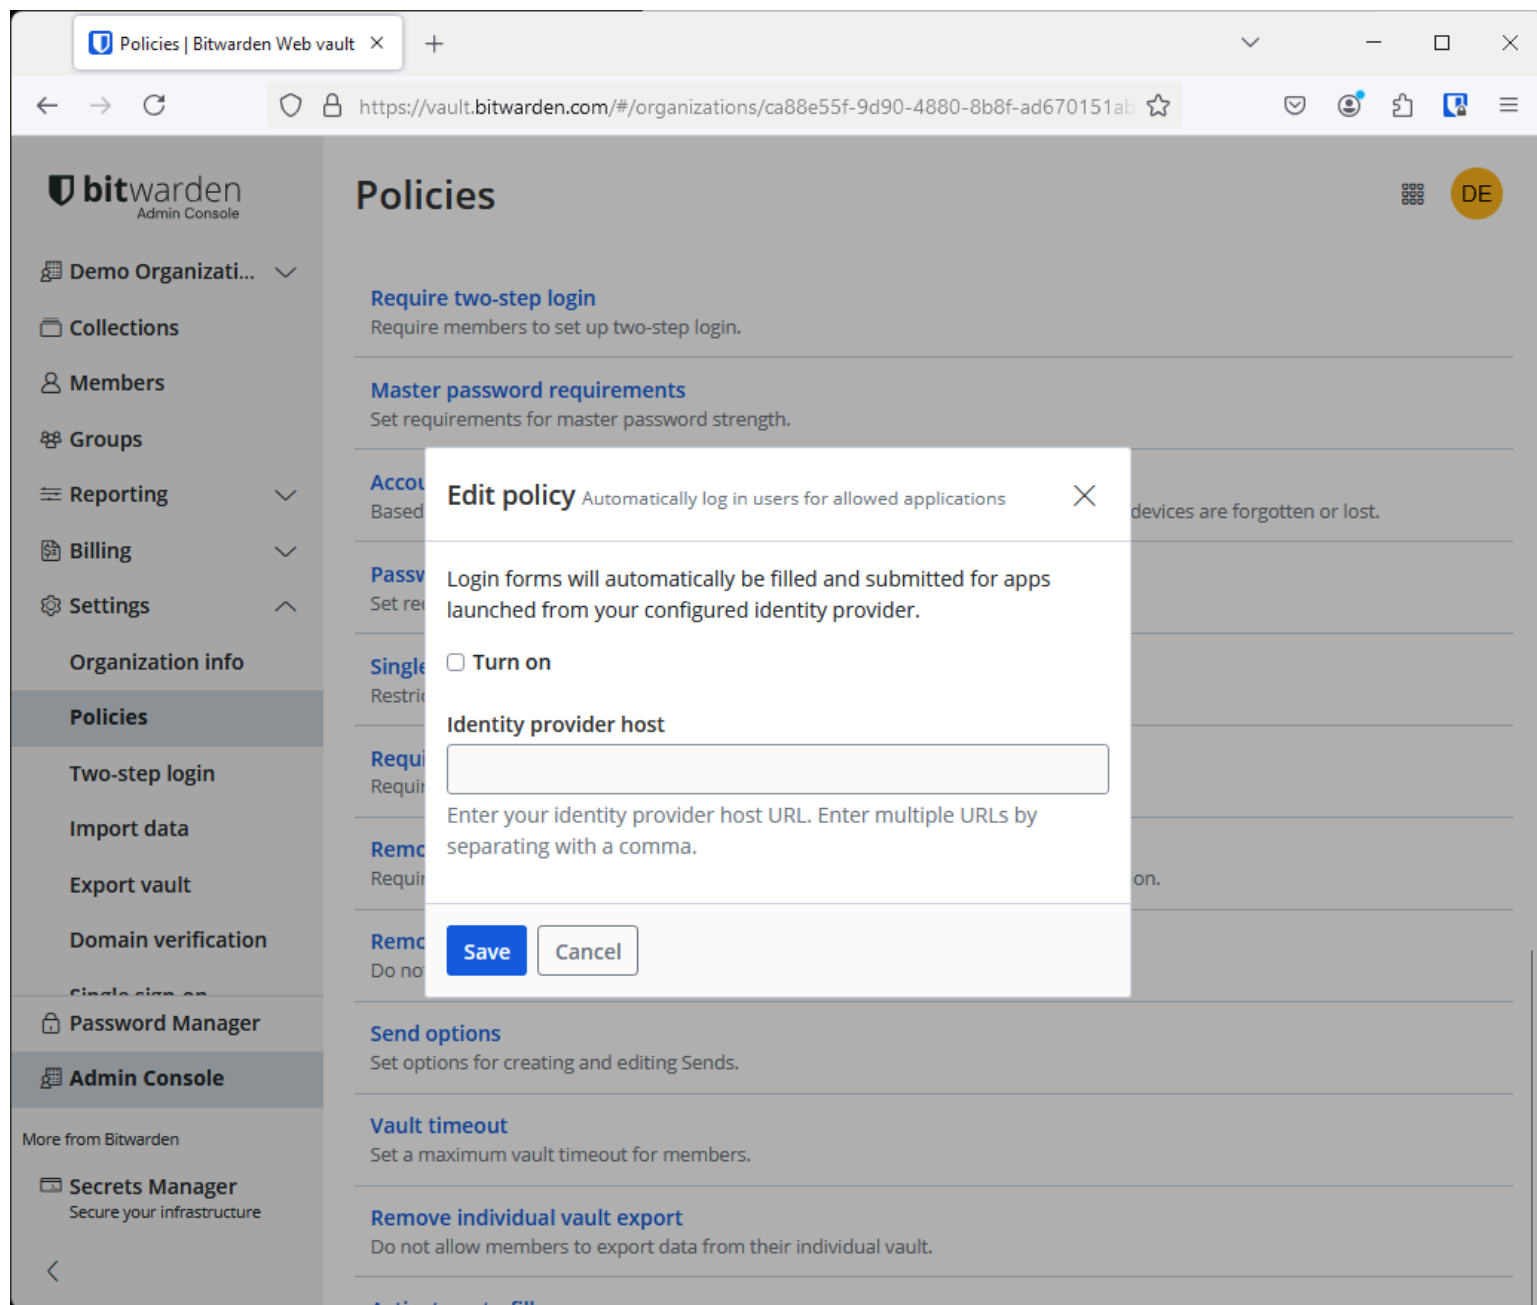 Policies | Bitwarden Web vault
https://vault.bitwarden.com/#/organizations/ca88e55f-9d90-4880-8b8f-ad670151ab
bitwarden
Admin Console
Policies
DE
Demo Organizati...
Collections
Members
Groups
Reporting
Billing
Settings
Organization info
Policies
Two-step login
Import data
Export vault
Domain verification
Single sign-on
Password Manager
Admin Console
More from Bitwarden
Secrets Manager
Secure your infrastructure
Require two-step login
Require members to set up two-step login.
Master password requirements
Set requirements for master password strength.
Accou
Based devices are forgotten or lost.
Passw
Set re
Single
Restric
Requi
Requir
Remo
Requir on.
Remo
Do no
Edit policy Automatically log in users for allowed applications
Login forms will automatically be filled and submitted for apps
launched from your configured identity provider.
Turn on
Identity provider host
Enter your identity provider host URL. Enter multiple URLs by
separating with a comma.
Save Cancel
Send options
Set options for creating and editing Sends.
Vault timeout
Set a maximum vault timeout for members.
Remove individual vault export
Do not allow members to export data from their individual vault.